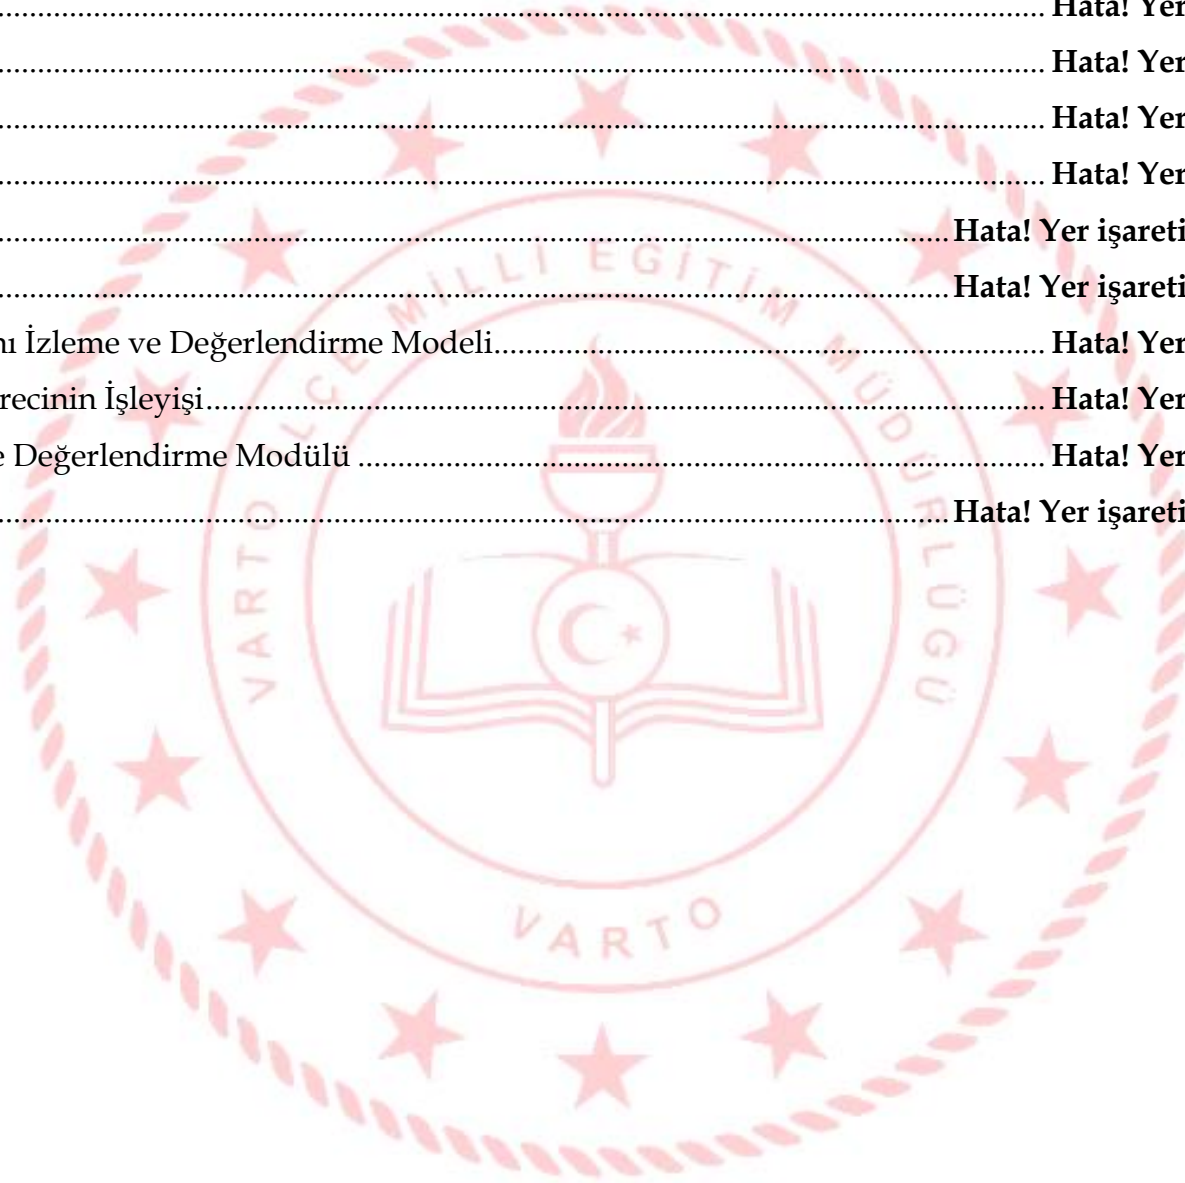 ........ Hata! Yer
........ Hata! Yer
........ Hata! Yer
........ Hata! Yer
........ Hata! Yer işareti
........ Hata! Yer işareti
nı İzleme ve Değerlendirme Modeli........ Hata! Yer
recinin İşleyişi........ Hata! Yer
e Değerlendirme Modülü ........ Hata! Yer
........ Hata! Yer işareti
VARTO İLÇE MİLLİ EĞİTİM MÜDÜRLÜĞÜ
VARTO